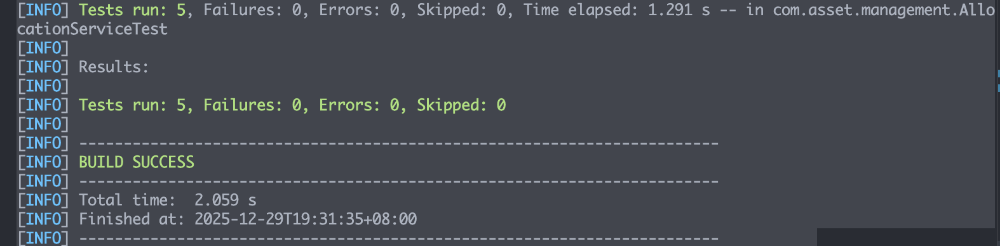 [INFO] Tests run: 5, Failures: 0, Errors: 0, Skipped: 0, Time elapsed: 1.291 s -- in com.asset.management.Allo
cationServiceTest
[INFO]
[INFO] Results:
[INFO]
[INFO] Tests run: 5, Failures: 0, Errors: 0, Skipped: 0
[INFO]
[INFO] ------------------------------------------------------------------------
[INFO] BUILD SUCCESS
[INFO] ------------------------------------------------------------------------
[INFO] Total time:  2.059 s
[INFO] Finished at: 2025-12-29T19:31:35+08:00
[INFO] ------------------------------------------------------------------------